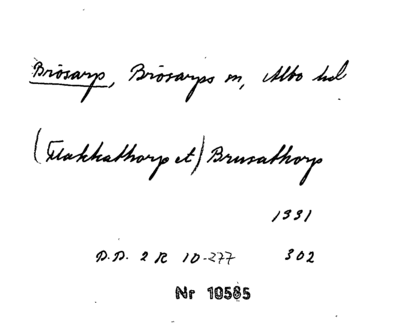 Brösarp, Brösarps sn, Albo hd
(Flakkathorp et) Brusathorp
1331
D.D. 2 R 10-277 302
Nr 10585